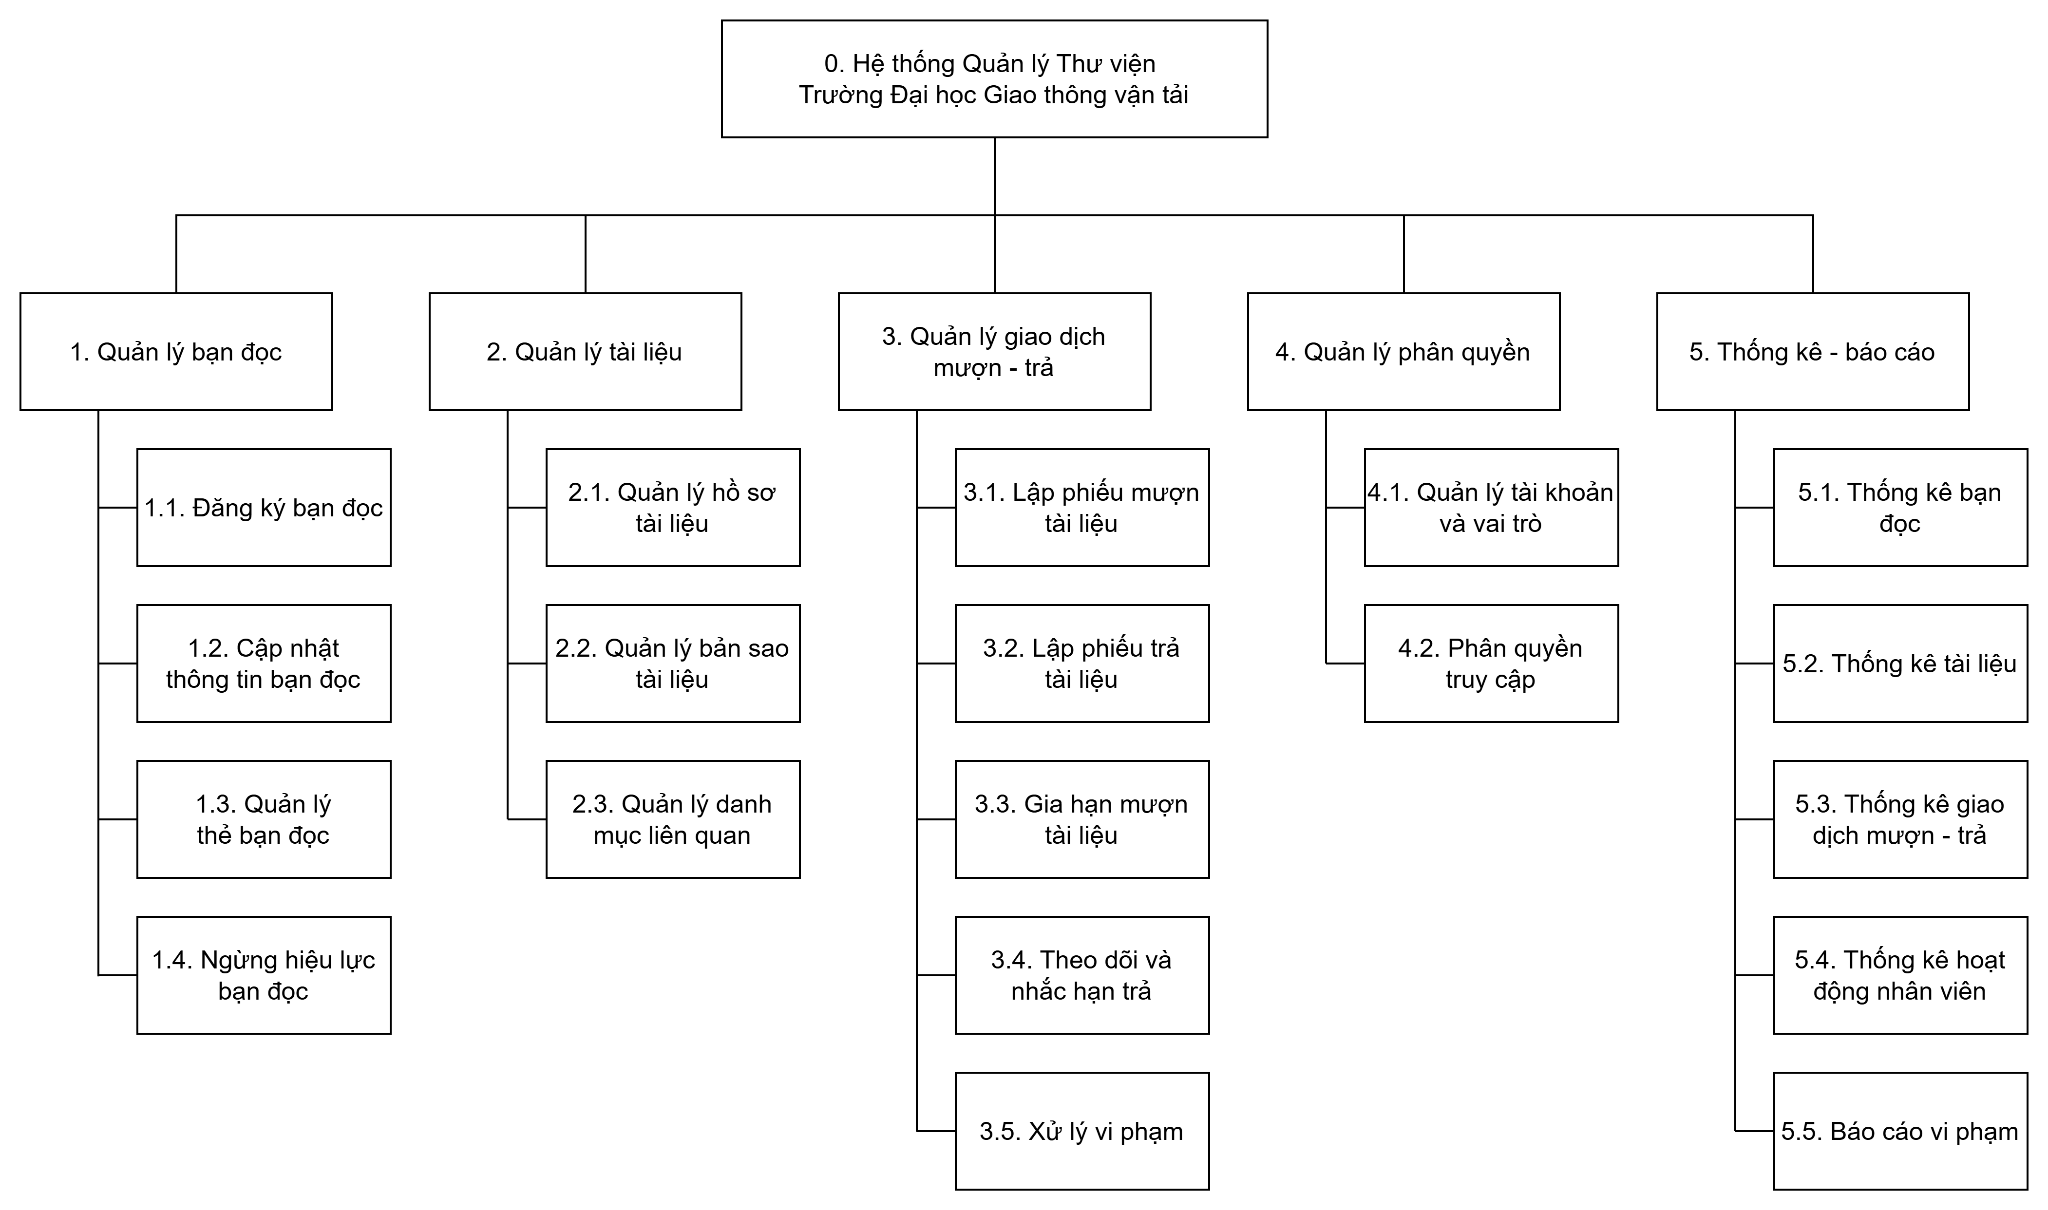 0. Hệ thống Quản lý Thư viện
Trường Đại học Giao thông vận tải
1. Quản lý bạn đọc
2. Quản lý tài liệu
3. Quản lý giao dịch
mượn - trả
4. Quản lý phân quyền
5. Thống kê - báo cáo
1.1. Đăng ký bạn đọc
1.2. Cập nhật
thông tin bạn đọc
1.3. Quản lý
thẻ bạn đọc
1.4. Ngừng hiệu lực
bạn đọc
2.1. Quản lý hồ sơ
tài liệu
2.2. Quản lý bản sao
tài liệu
2.3. Quản lý danh
mục liên quan
3.1. Lập phiếu mượn
tài liệu
3.2. Lập phiếu trả
tài liệu
3.3. Gia hạn mượn
tài liệu
3.4. Theo dõi và
nhắc hạn trả
3.5. Xử lý vi phạm
4.1. Quản lý tài khoản
và vai trò
4.2. Phân quyền
truy cập
5.1. Thống kê bạn
đọc
5.2. Thống kê tài liệu
5.3. Thống kê giao
dịch mượn - trả
5.4. Thống kê hoạt
động nhân viên
5.5. Báo cáo vi phạm